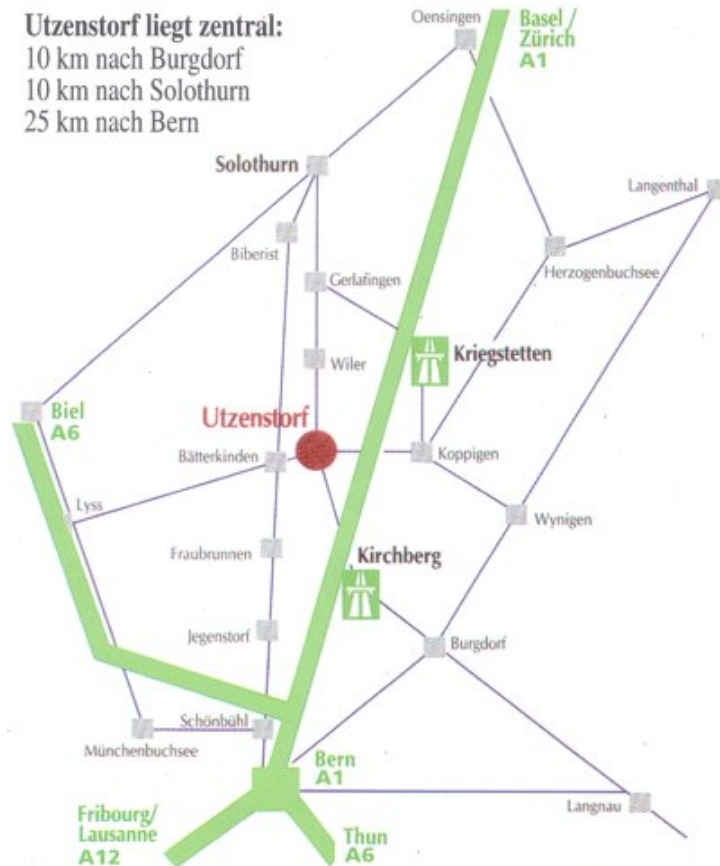 Utzenstorf liegt zentral:
10 km nach Burgdorf
10 km nach Solothurn
25 km nach Bern
Oensingen
Basel /
Zürich
A1
Solothurn
Langenthal
Biberist
Herzogenbuchsee
Gerlafingen
Kriegstetten
Wiler
Biel
A6
Utzenstorf
Bätterkinden
Koppigen
Lyss
Wynigen
Fraubrunnen
Kirchberg
Jegenstorf
Burgdorf
Schönbühl
Münchenbuchsee
Bern
A1
Langnau
Fribourg/
Lausanne
A12
Thun
A6